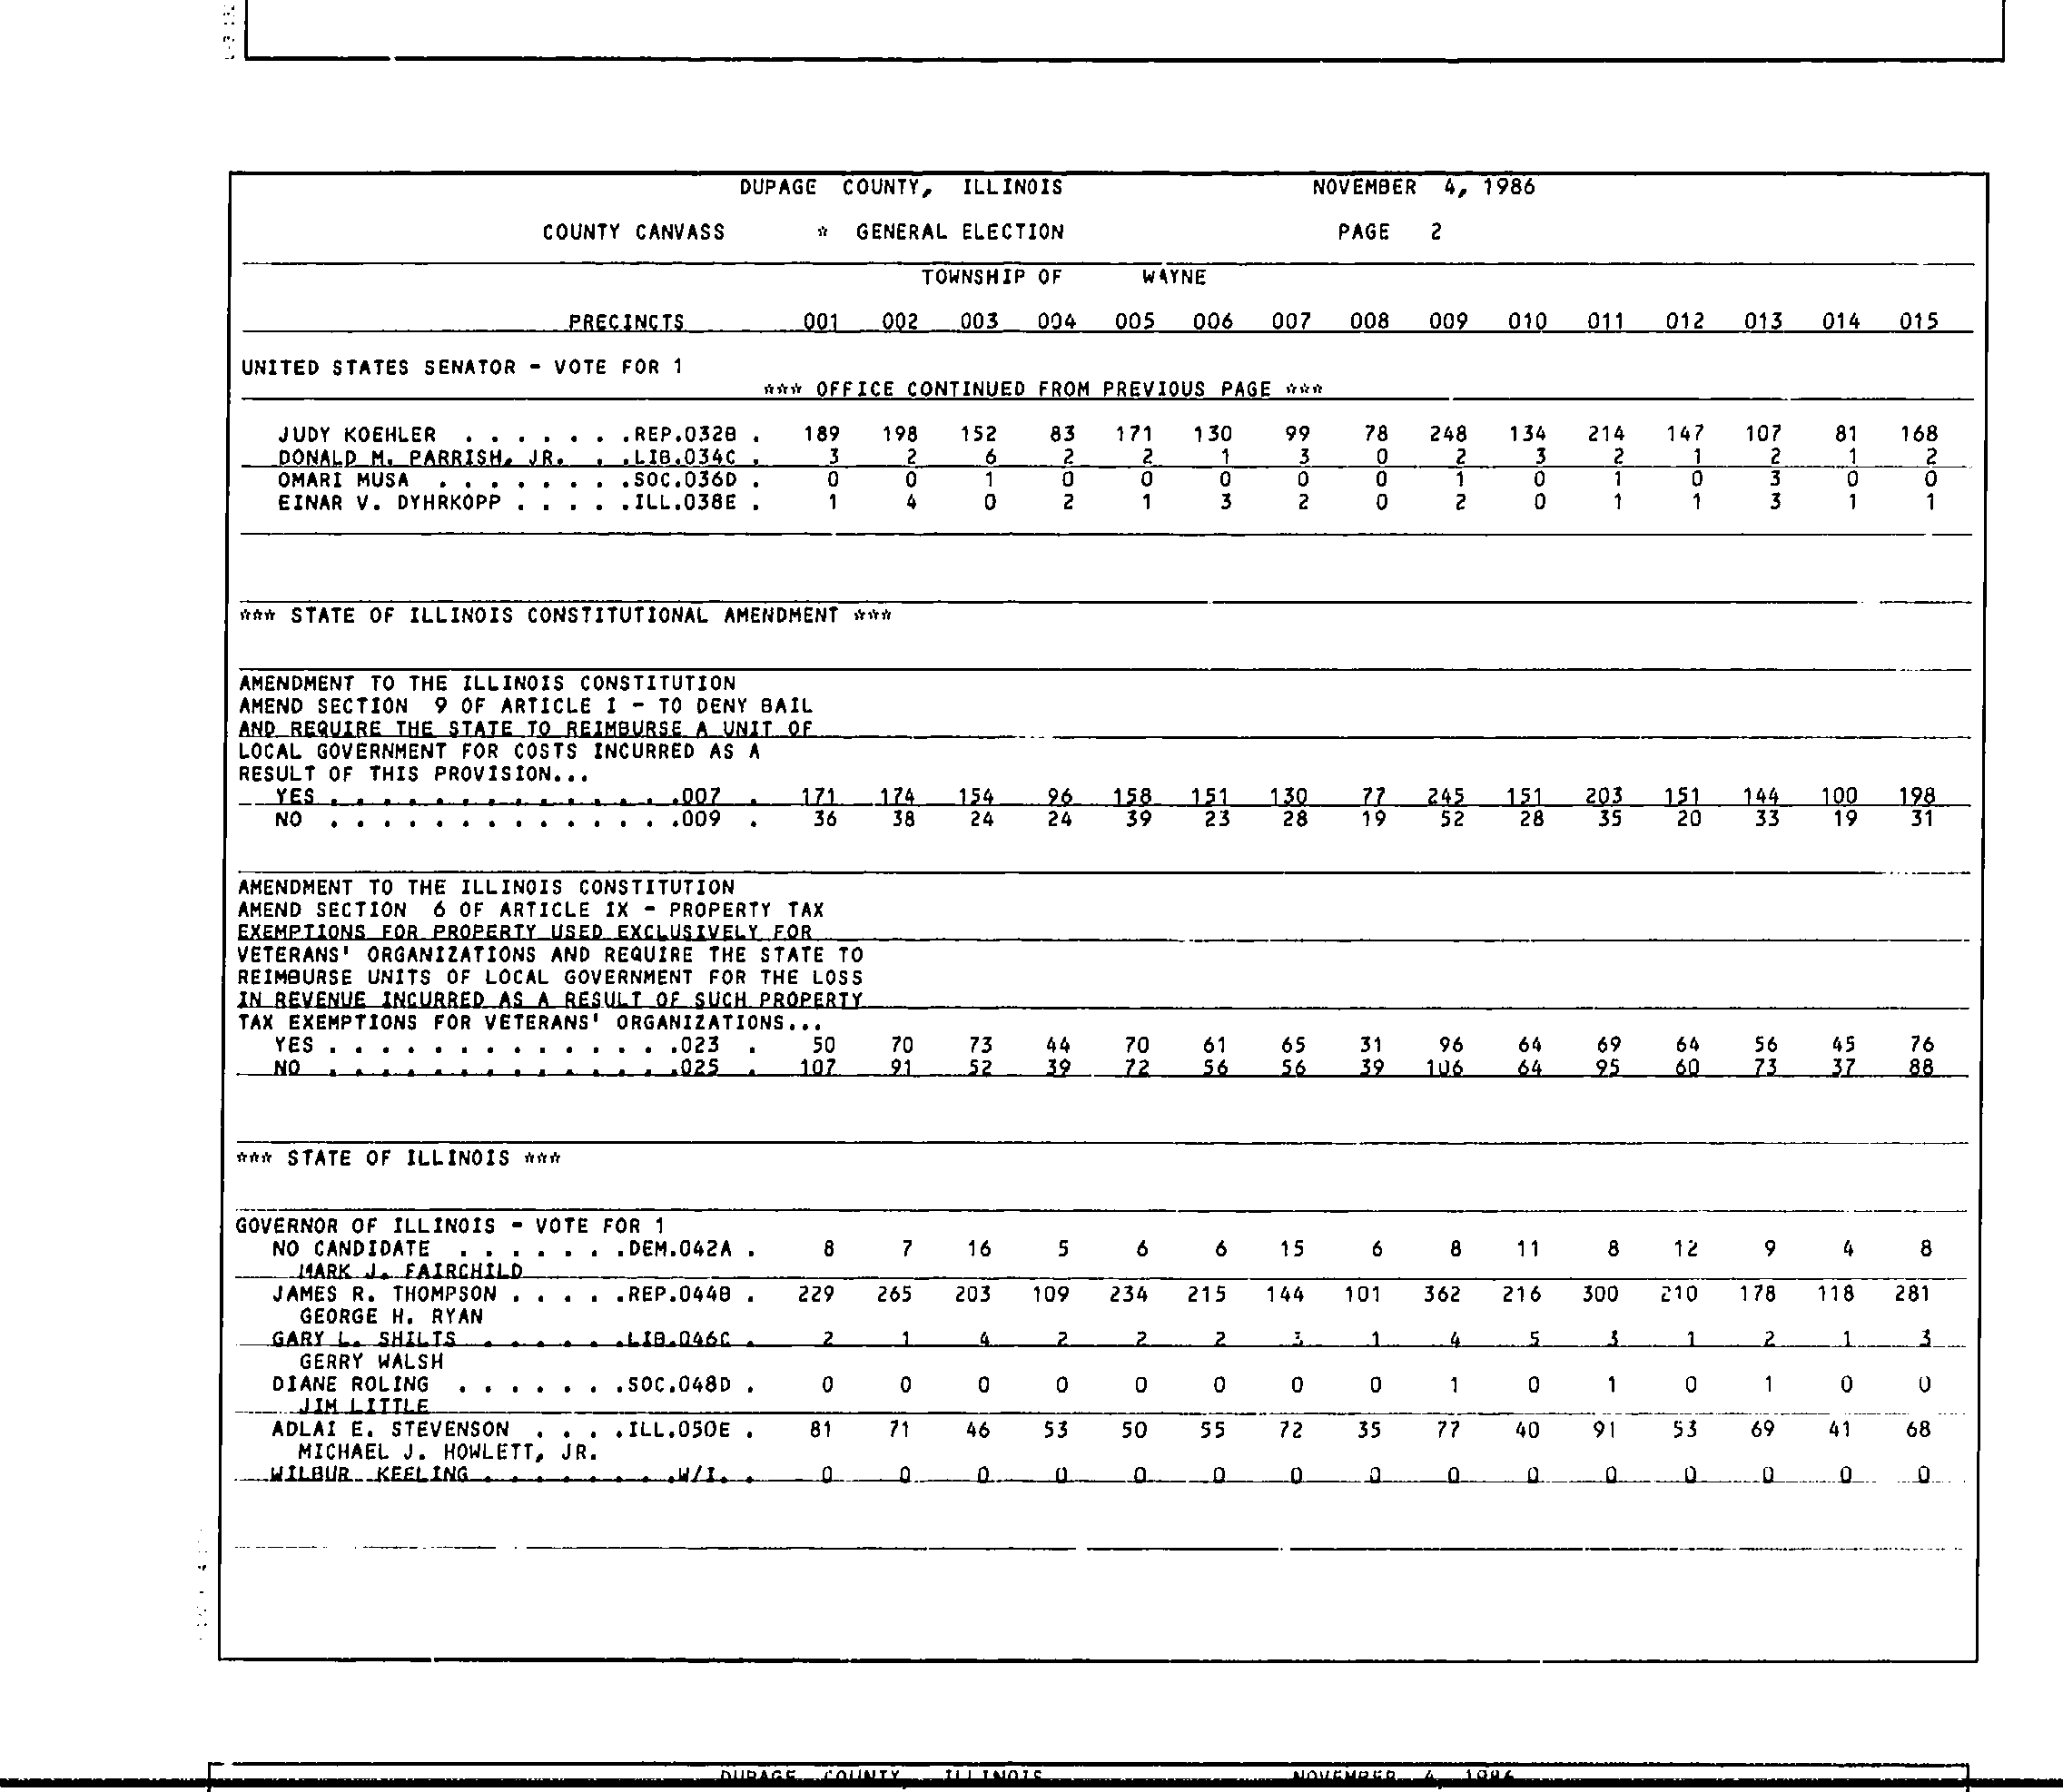 DUPAGE COUNTY, ILLINOIS NOVEMBER 4, 1986
COUNTY CANVASS * GENERAL ELECTION PAGE 2
TOWNSHIP OF WAYNE
PRECINCTS 001 002 003 004 005 006 007 008 009 010 011 012 013 014 015
UNITED STATES SENATOR - VOTE FOR 1
*** OFFICE CONTINUED FROM PREVIOUS PAGE ***
JUDY KOEHLER . . . . . . .REP.032B . 189 198 152 83 171 130 99 78 248 134 214 147 107 81 168
DONALD M. PARRISH, JR. . .LIB.034C . 3 2 6 2 2 1 3 0 2 3 2 1 2 1 2
OMARI MUSA . . . . . . . .SOC.036D . 0 0 1 0 0 0 0 0 1 0 1 0 3 0 0
EINAR V. DYHRKOPP . . . . .ILL.038E . 1 4 0 2 1 3 2 0 2 0 1 1 3 1 1
*** STATE OF ILLINOIS CONSTITUTIONAL AMENDMENT ***
AMENDMENT TO THE ILLINOIS CONSTITUTION
AMEND SECTION 9 OF ARTICLE I - TO DENY BAIL
AND REQUIRE THE STATE TO REIMBURSE A UNIT OF
LOCAL GOVERNMENT FOR COSTS INCURRED AS A
RESULT OF THIS PROVISION...
YES . . . . . . . . . . . . . .007 . 171 174 154 96 158 151 130 77 245 151 203 151 144 100 198
NO . . . . . . . . . . . . . .009 . 36 38 24 24 39 23 28 19 52 28 35 20 33 19 31
AMENDMENT TO THE ILLINOIS CONSTITUTION
AMEND SECTION 6 OF ARTICLE IX - PROPERTY TAX
EXEMPTIONS FOR PROPERTY USED EXCLUSIVELY FOR
VETERANS' ORGANIZATIONS AND REQUIRE THE STATE TO
REIMBURSE UNITS OF LOCAL GOVERNMENT FOR THE LOSS
IN REVENUE INCURRED AS A RESULT OF SUCH PROPERTY
TAX EXEMPTIONS FOR VETERANS' ORGANIZATIONS...
YES . . . . . . . . . . . . . .023 . 50 70 73 44 70 61 65 31 96 64 69 64 56 45 76
NO . . . . . . . . . . . . . .025 . 107 91 52 39 72 56 56 39 106 64 95 60 73 37 88
*** STATE OF ILLINOIS ***
GOVERNOR OF ILLINOIS - VOTE FOR 1
NO CANDIDATE . . . . . . .DEM.042A . 8 7 16 5 6 6 15 6 8 11 8 12 9 4 8
MARK J. FAIRCHILD
JAMES R. THOMPSON . . . . .REP.044B . 229 265 203 109 234 215 144 101 362 216 300 210 178 118 281
GEORGE H. RYAN
GARY L. SHILTS . . . . . .LIB.046C . 2 1 4 2 2 2 3 1 4 5 3 1 2 1 3
GERRY WALSH
DIANE ROLING . . . . . . .SOC.048D . 0 0 0 0 0 0 0 0 1 0 1 0 1 0 0
JIM LITTLE
ADLAI E. STEVENSON . . . .ILL.050E . 81 71 46 53 50 55 72 35 77 40 91 53 69 41 68
MICHAEL J. HOWLETT, JR.
WILBUR KEELING . . . . . . . .W/I. . 0 0 0 0 0 0 0 0 0 0 0 0 0 0 0
DUPAGE COUNTY, ILLINOIS NOVEMBER 4, 1986